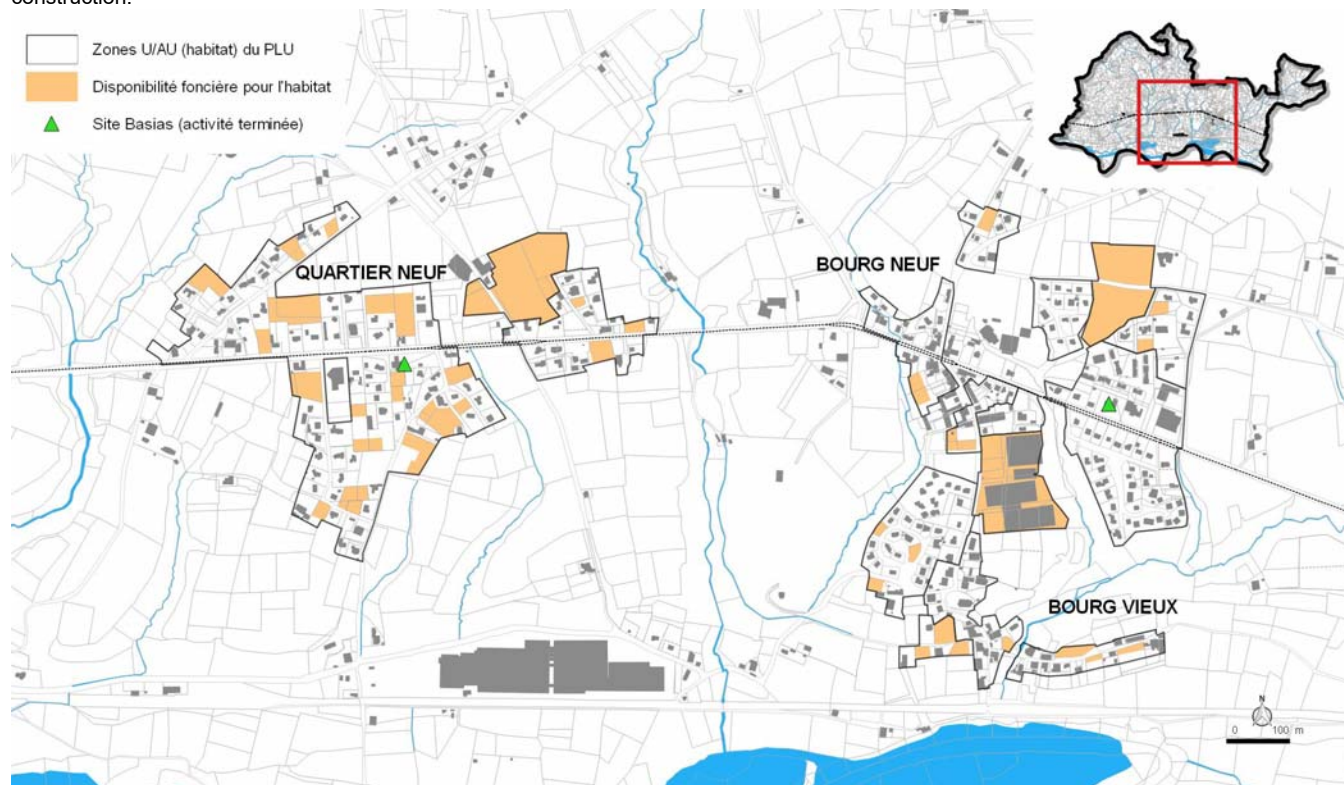 construction.
Zones U/AU (habitat) du PLU
Disponibilité foncière pour l'habitat
Site Basias (activité terminée)
QUARTIER NEUF
BOURG NEUF
BOURG VIEUX
N
0 100 m